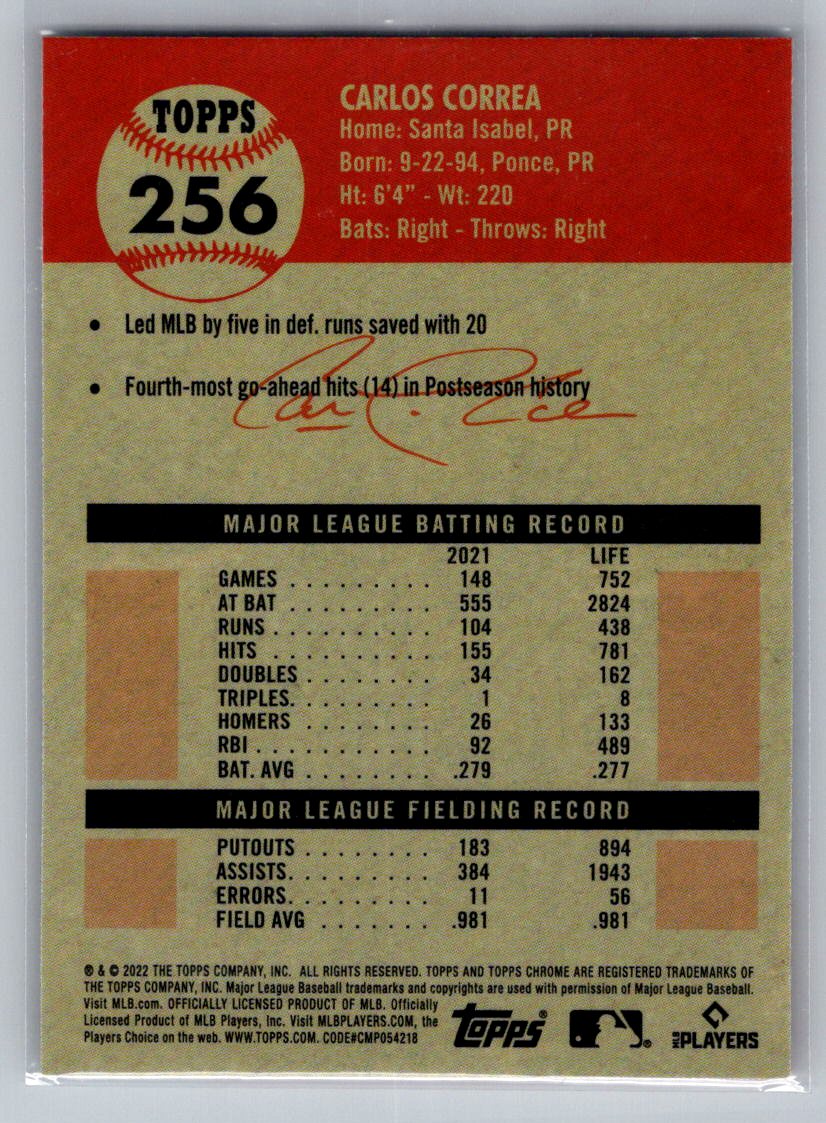 TOPPS
256
CARLOS CORREA
Home: Santa Isabel, PR
Born: 9-22-94, Ponce, PR
Ht: 6'4" - Wt: 220
Bats: Right - Throws: Right
• Led MLB by five in def. runs saved with 20
• Fourth-most go-ahead hits (14) in Postseason history
MAJOR LEAGUE BATTING RECORD
2021 LIFE
GAMES . . . . . . . . . 148 752
AT BAT . . . . . . . . . 555 2824
RUNS . . . . . . . . . . 104 438
HITS . . . . . . . . . . 155 781
DOUBLES . . . . . . . . 34 162
TRIPLES. . . . . . . . . 1 8
HOMERS . . . . . . . . 26 133
RBI . . . . . . . . . . . 92 489
BAT. AVG . . . . . . . . .279 .277
MAJOR LEAGUE FIELDING RECORD
PUTOUTS . . . . . . . . 183 894
ASSISTS. . . . . . . . . 384 1943
ERRORS. . . . . . . . . 11 56
FIELD AVG . . . . . . . .981 .981
® & © 2022 THE TOPPS COMPANY, INC. ALL RIGHTS RESERVED. TOPPS AND TOPPS CHROME ARE REGISTERED TRADEMARKS OF
THE TOPPS COMPANY, INC. Major League Baseball trademarks and copyrights are used with permission of Major League Baseball.
Visit MLB.com. OFFICIALLY LICENSED PRODUCT OF MLB. Officially
Licensed Product of MLB Players, Inc. Visit MLBPLAYERS.COM, the
Players Choice on the web. WWW.TOPPS.COM. CODE#CMP054218
Topps®
MLB PLAYERS